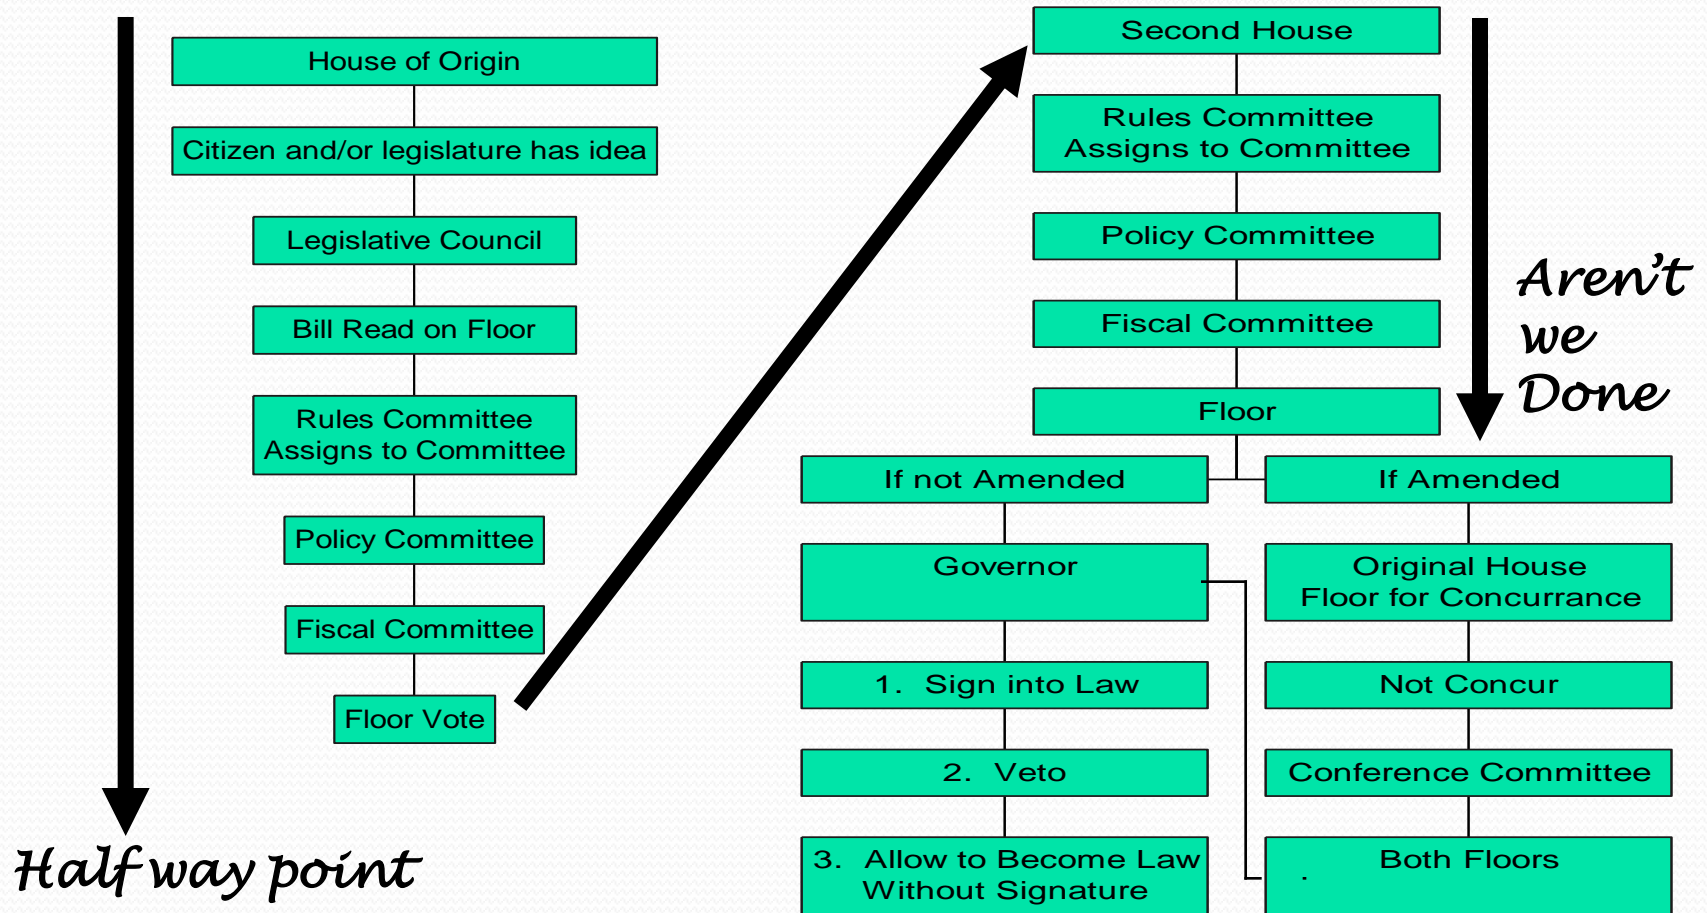 House of Origin
Citizen and/or legislature has idea
Legislative Council
Bill Read on Floor
Rules Committee
Assigns to Committee
Policy Committee
Fiscal Committee
Floor Vote
Half way point
Second House
Rules Committee
Assigns to Committee
Policy Committee
Fiscal Committee
Floor
Aren't
we
Done
If not Amended
Governor
1. Sign into Law
2. Veto
3. Allow to Become Law
Without Signature
If Amended
Original House
Floor for Concurrance
Not Concur
Conference Committee
Both Floors
.